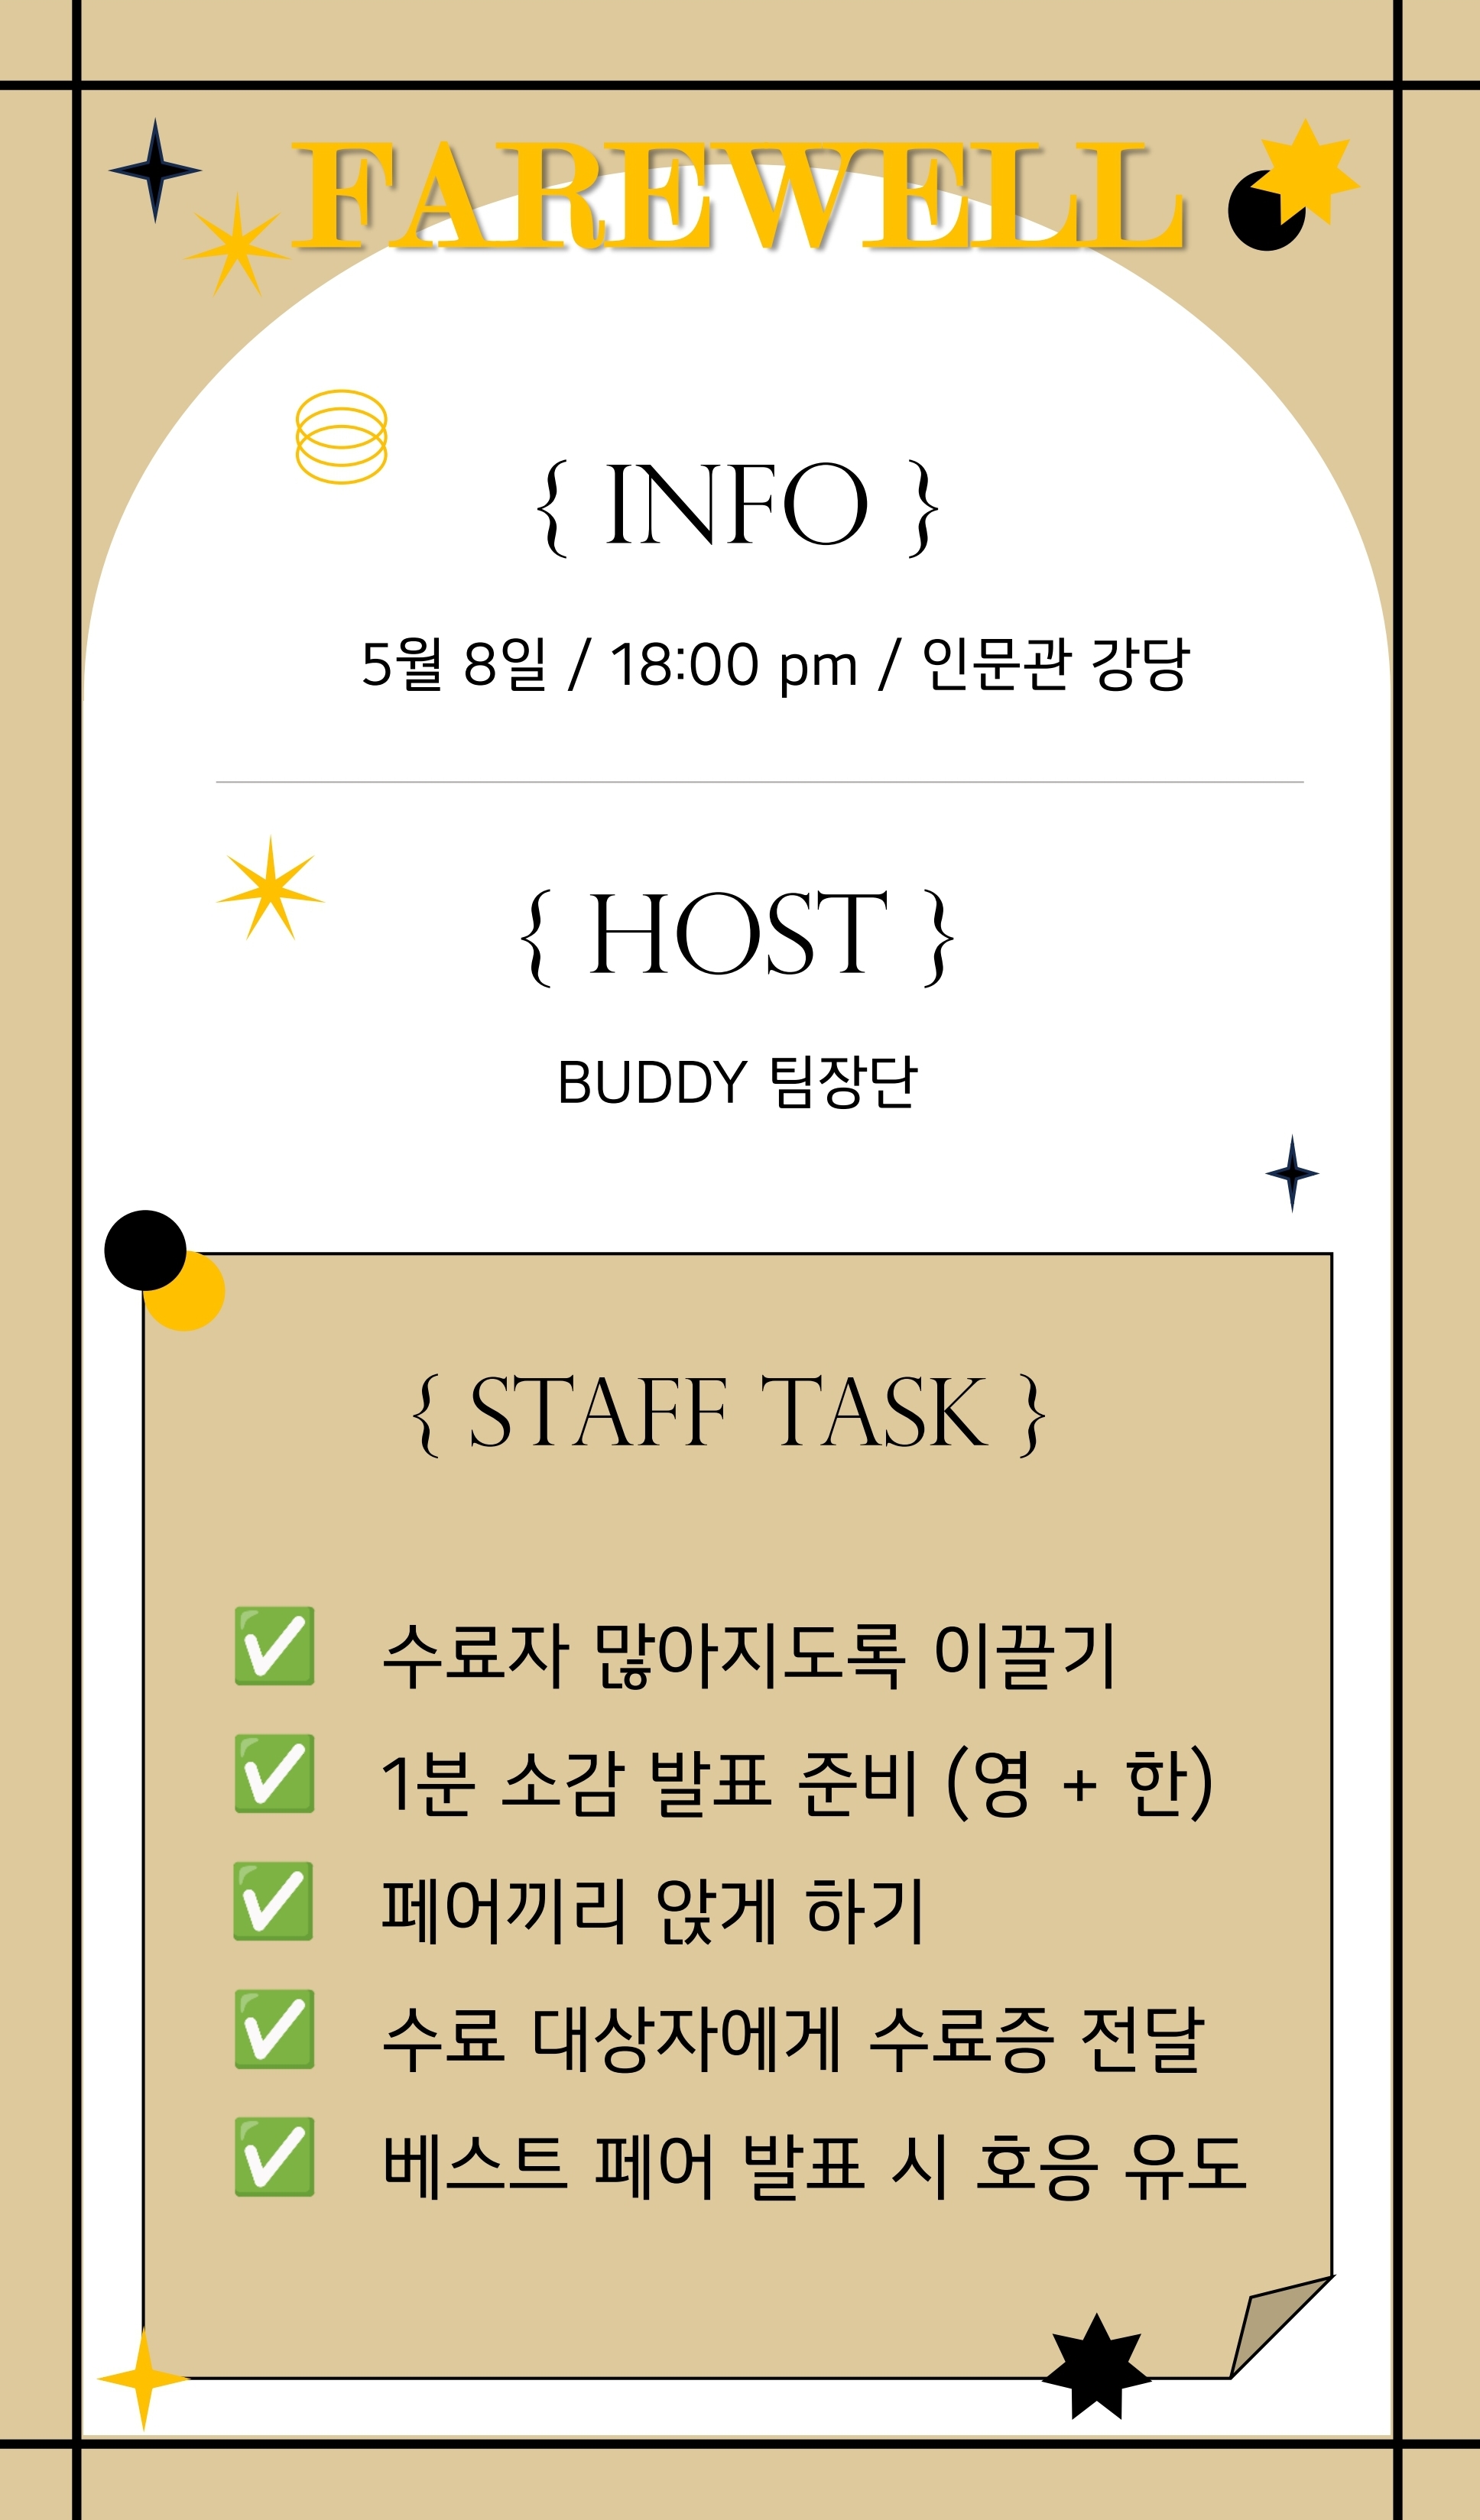 FAREWELL
{ INFO }
5월 8일 / 18:00 pm / 인문관 강당
{ HOST }
BUDDY 팀장단
{ STAFF TASK }
✅ 수료자 많아지도록 이끌기
✅ 1분 소감 발표 준비 (영 + 한)
✅ 페어끼리 앉게 하기
✅ 수료 대상자에게 수료증 전달
✅ 베스트 페어 발표 시 호응 유도